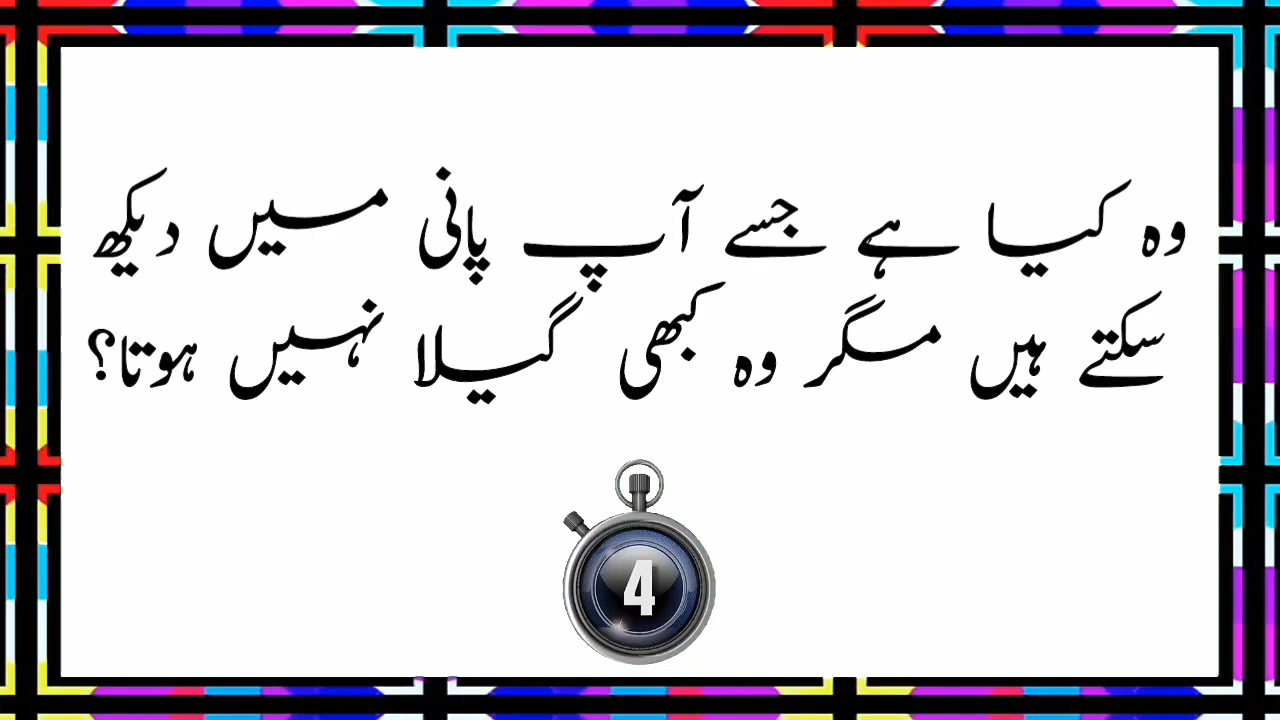 وہ کیا ہے جسے آپ پانی میں دیکھ
سکتے ہیں مگر وہ کبھی گیلا نہیں ہوتا؟
4